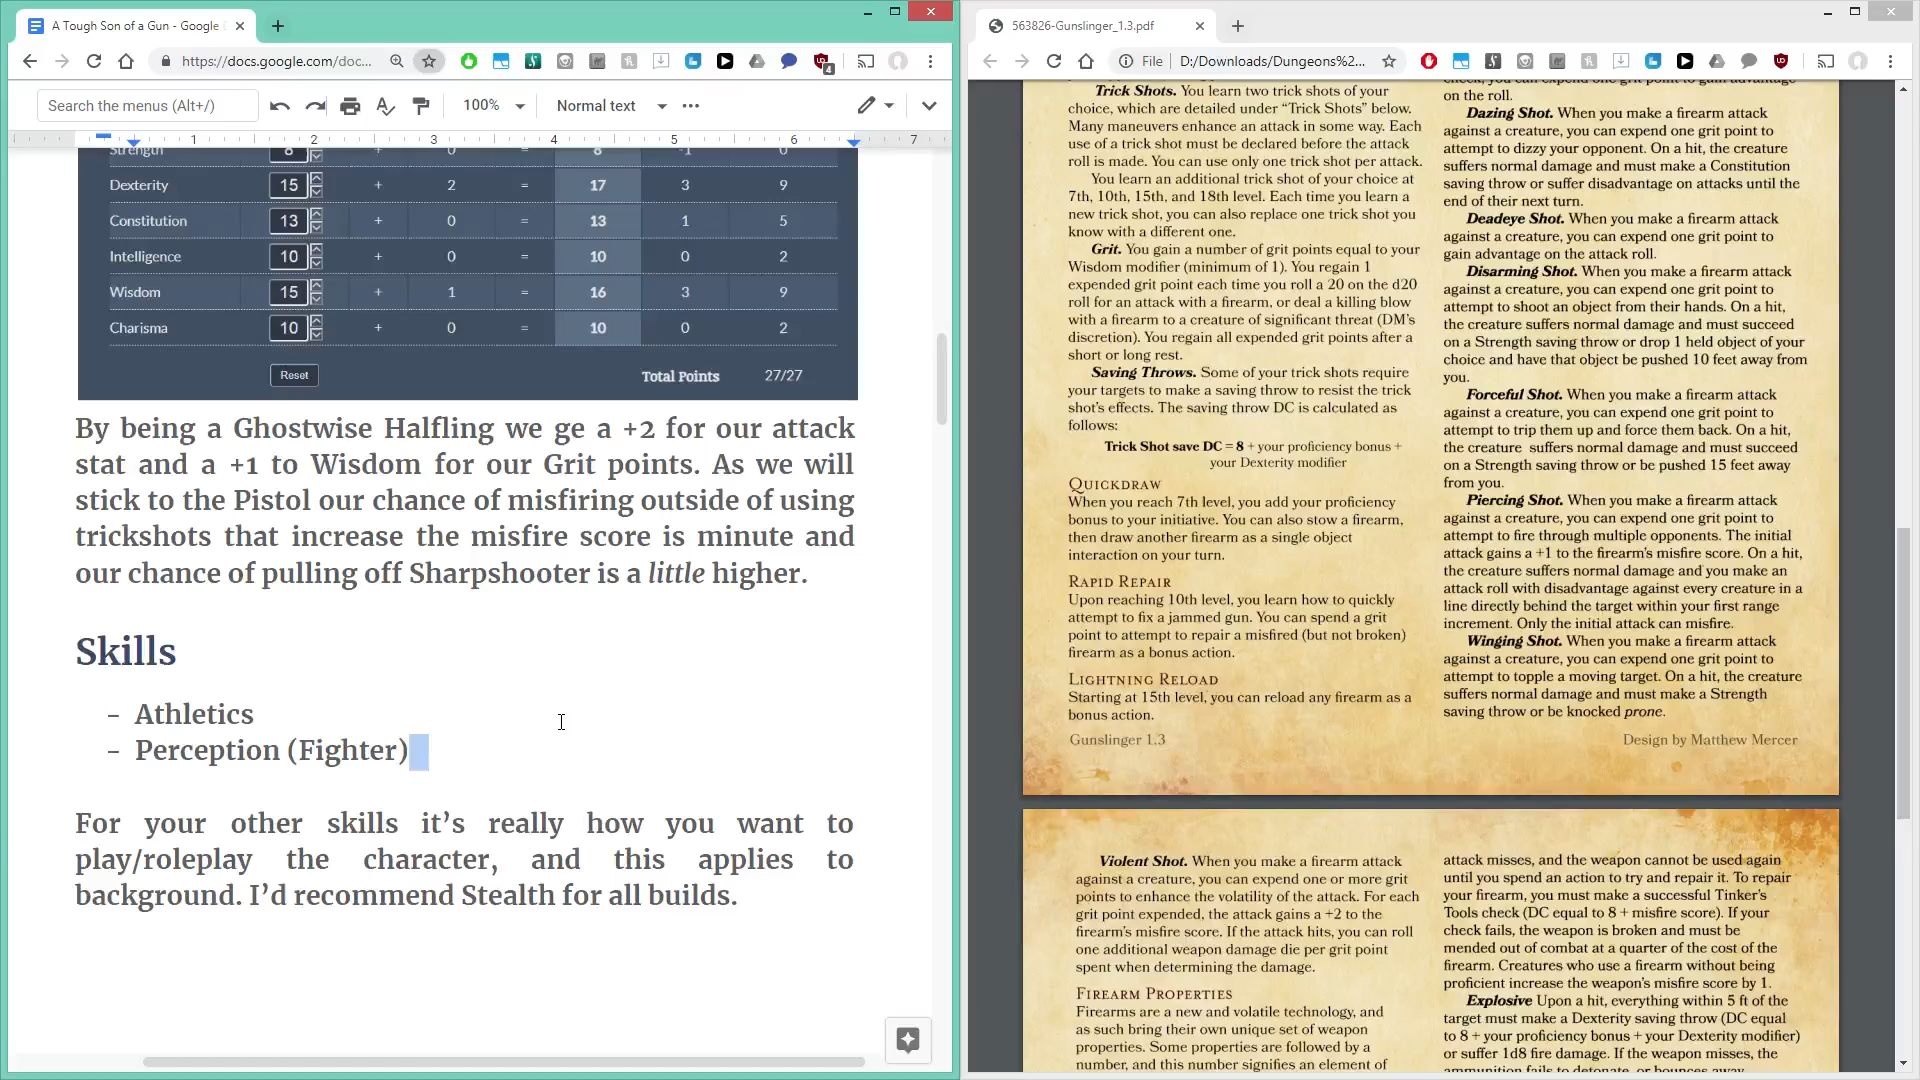 A Tough Son of a Gun - Google
https://docs.google.com/doc...
4
Search the menus (Alt+/)
100%
Normal text
1 2 3 4 5 6 7
Strength 8 + 0 = 8 -1 0
Dexterity 15 + 2 = 17 3 9
Constitution 13 + 0 = 13 1 5
Intelligence 10 + 0 = 10 0 2
Wisdom 15 + 1 = 16 3 9
Charisma 10 + 0 = 10 0 2
Reset Total Points 27/27
By being a Ghostwise Halfling we ge a +2 for our attack
stat and a +1 to Wisdom for our Grit points. As we will
stick to the Pistol our chance of misfiring outside of using
trickshots that increase the misfire score is minute and
our chance of pulling off Sharpshooter is a little higher.
Skills
- Athletics
- Perception (Fighter)
For your other skills it’s really how you want to
play/roleplay the character, and this applies to
background. I’d recommend Stealth for all builds.
563826-Gunslinger_1.3.pdf
File D:/Downloads/Dungeons%2...
Trick Shots. You learn two trick shots of your
choice, which are detailed under “Trick Shots” below.
Many maneuvers enhance an attack in some way. Each
use of a trick shot must be declared before the attack
roll is made. You can use only one trick shot per attack.
You learn an additional trick shot of your choice at
7th, 10th, 15th, and 18th level. Each time you learn a
new trick shot, you can also replace one trick shot you
know with a different one.
Grit. You gain a number of grit points equal to your
Wisdom modifier (minimum of 1). You regain 1
expended grit point each time you roll a 20 on the d20
roll for an attack with a firearm, or deal a killing blow
with a firearm to a creature of significant threat (DM’s
discretion). You regain all expended grit points after a
short or long rest.
Saving Throws. Some of your trick shots require
your targets to make a saving throw to resist the trick
shot’s effects. The saving throw DC is calculated as
follows:
Trick Shot save DC = 8 + your proficiency bonus +
your Dexterity modifier
Quickdraw
When you reach 7th level, you add your proficiency
bonus to your initiative. You can also stow a firearm,
then draw another firearm as a single object
interaction on your turn.
Rapid Repair
Upon reaching 10th level, you learn how to quickly
attempt to fix a jammed gun. You can spend a grit
point to attempt to repair a misfired (but not broken)
firearm as a bonus action.
Lightning Reload
Starting at 15th level, you can reload any firearm as a
bonus action.
Gunslinger 1.3
check, you can expend one grit point to gain advantage
on the roll.
Dazing Shot. When you make a firearm attack
against a creature, you can expend one grit point to
attempt to dizzy your opponent. On a hit, the creature
suffers normal damage and must make a Constitution
saving throw or suffer disadvantage on attacks until the
end of their next turn.
Deadeye Shot. When you make a firearm attack
against a creature, you can expend one grit point to
gain advantage on the attack roll.
Disarming Shot. When you make a firearm attack
against a creature, you can expend one grit point to
attempt to shoot an object from their hands. On a hit,
the creature suffers normal damage and must succeed
on a Strength saving throw or drop 1 held object of your
choice and have that object be pushed 10 feet away from
you.
Forceful Shot. When you make a firearm attack
against a creature, you can expend one grit point to
attempt to trip them up and force them back. On a hit,
the creature suffers normal damage and must succeed
on a Strength saving throw or be pushed 15 feet away
from you.
Piercing Shot. When you make a firearm attack
against a creature, you can expend one grit point to
attempt to fire through multiple opponents. The initial
attack gains a +1 to the firearm’s misfire score. On a hit,
the creature suffers normal damage and you make an
attack roll with disadvantage against every creature in a
line directly behind the target within your first range
increment. Only the initial attack can misfire.
Winging Shot. When you make a firearm attack
against a creature, you can expend one grit point to
attempt to topple a moving target. On a hit, the creature
suffers normal damage and must make a Strength
saving throw or be knocked prone.
Design by Matthew Mercer
Violent Shot. When you make a firearm attack
against a creature, you can expend one or more grit
points to enhance the volatility of the attack. For each
grit point expended, the attack gains a +2 to the
firearm’s misfire score. If the attack hits, you can roll
one additional weapon damage die per grit point
spent when determining the damage.
Firearm Properties
Firearms are a new and volatile technology, and
as such bring their own unique set of weapon
properties. Some properties are followed by a
number, and this number signifies an element of
attack misses, and the weapon cannot be used again
until you spend an action to try and repair it. To repair
your firearm, you must make a successful Tinker’s
Tools check (DC equal to 8 + misfire score). If your
check fails, the weapon is broken and must be
mended out of combat at a quarter of the cost of the
firearm. Creatures who use a firearm without being
proficient increase the weapon’s misfire score by 1.
Explosive Upon a hit, everything within 5 ft of the
target must make a Dexterity saving throw (DC equal
to 8 + your proficiency bonus + your Dexterity modifier)
or suffer 1d8 fire damage. If the weapon misses, the
ammunition fails to detonate, or bounces away